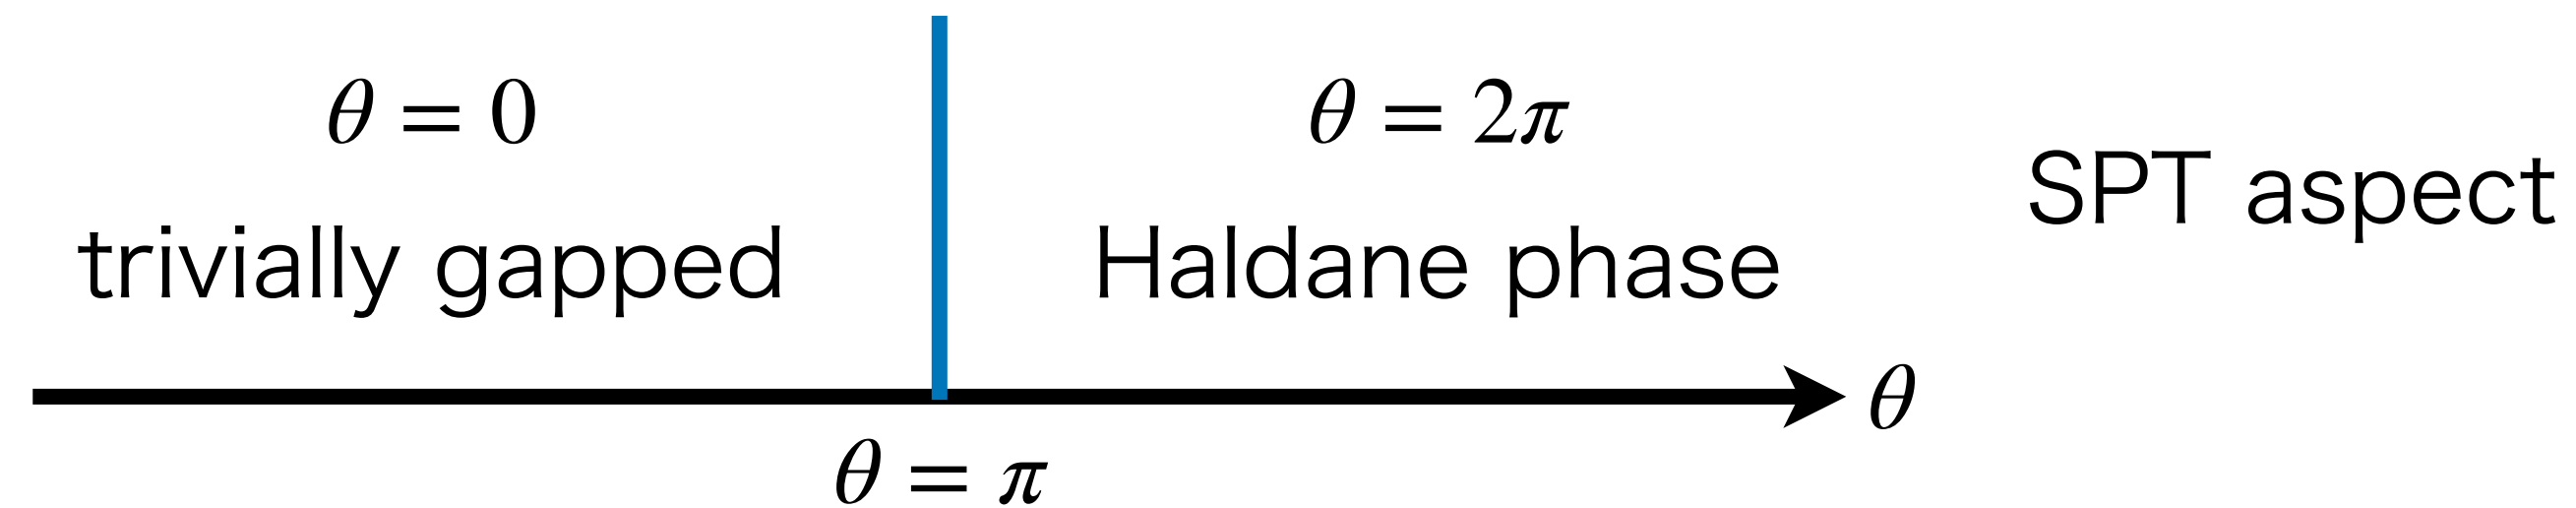 θ = 0
θ = 2π
SPT aspect
trivially gapped
Haldane phase
θ
θ = π